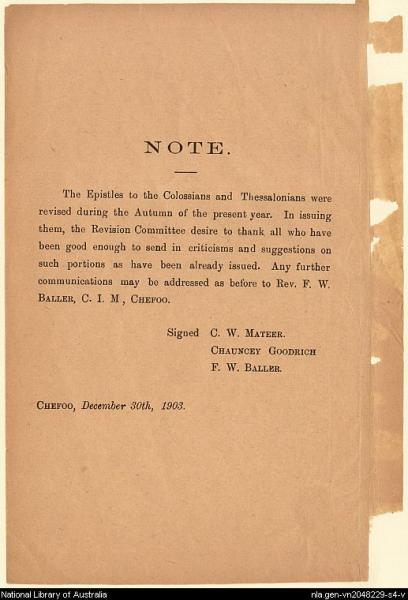 NOTE.
The Epistles to the Colossians and Thessalonians were
revised during the Autumn of the present year. In issuing
them, the Revision Committee desire to thank all who have
been good enough to send in criticisms and suggestions on
such portions as have been already issued. Any further
communications may be addressed as before to Rev. F. W.
BALLER, C. I. M, CHEFOO.
Signed C. W. MATEER.
CHAUNCEY GOODRICH
F. W. BALLER.
CHEFOO, December 30th, 1903.
National Library of Australia
nla.gen-vn2048229-s4-v